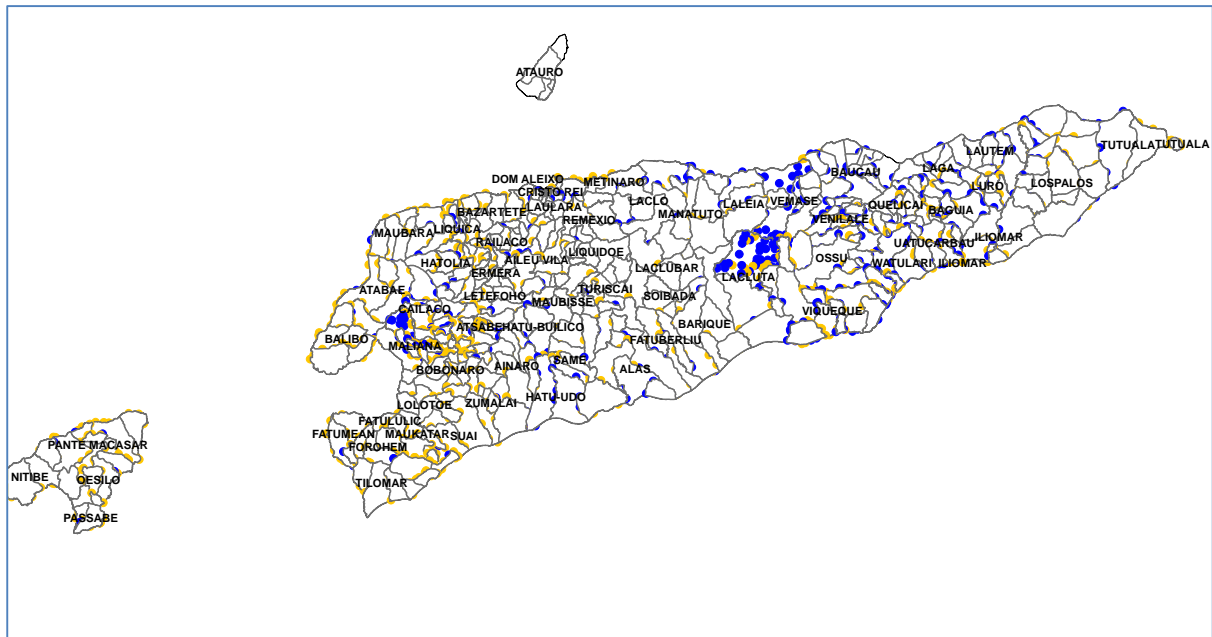 ATAURO
TUTUALA
TUTUALA
LAUTEM
LOSPALOS
LAGA
BAUCAU
LURO
DOM ALEIXO
METINARO
CRISTO REI
LACLO
LALEIA
VEMASE
QUELICAI
BAGUIA
BAZARTETE
LAULARA
REMEXIO
MANATUTO
VENILALE
MAUBARA
LIQUICA
RAILACO
UATUCARBAU
ILIOMAR
HATOLIA
AILEU VILA
LIQUIDOE
OSSU
WATULARI
ILIOMAR
ERMERA
LACLUBAR
LACLUTA
ATABAE
LETEFOHO
MAUBISSE
TURISCAI
SOIBADA
CAILACO
VIQUEQUE
ATSABE
HATU-BUILICO
BARIQUE
BALIBO
MALIANA
FATUBERLIU
BOBONARO
AINARO
SAME
ALAS
LOLOTOE
ZUMALAI
HATU-UDO
FATULULIC
FATUMEAN
MAUKATAR
SUAI
FOROHEM
PANTE MACASAR
NITIBE
OESILO
TILOMAR
PASSABE